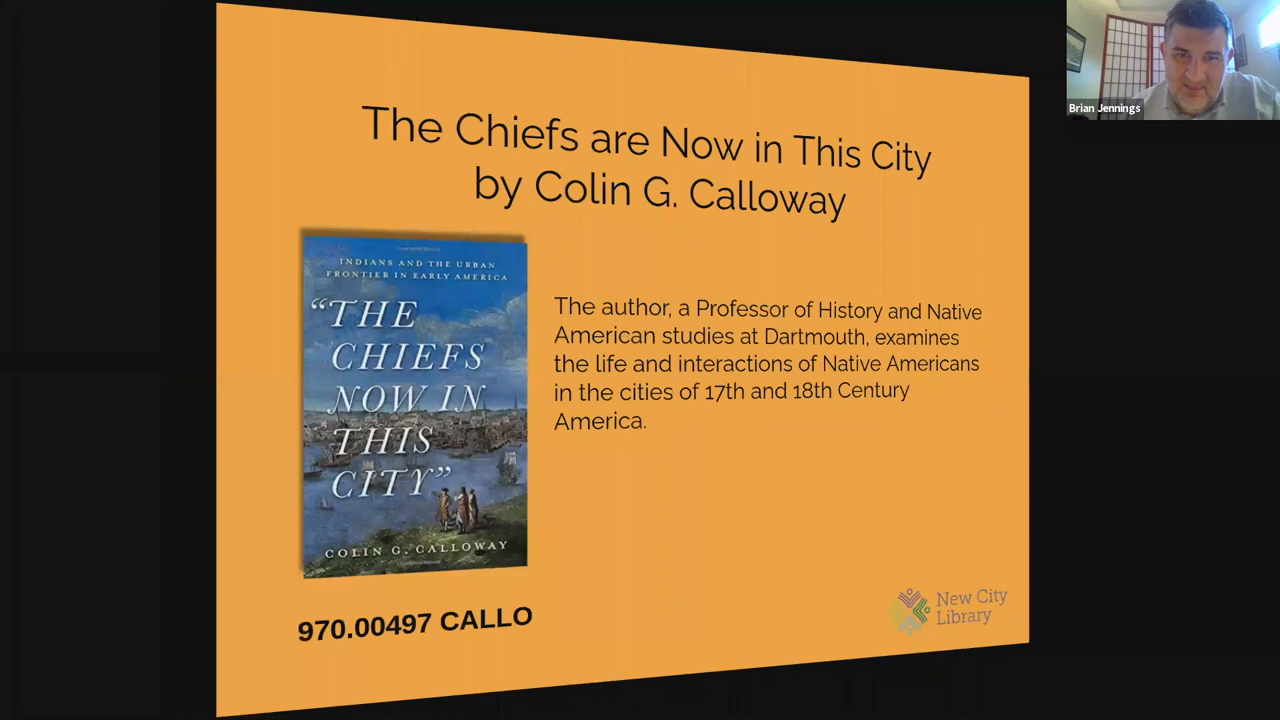 The Chiefs are Now in This City
by Colin G. Calloway
INDIANS AND THE URBAN
FRONTIER IN EARLY AMERICA
“THE
CHIEFS
NOW IN
THIS
CITY”
COLIN G. CALLOWAY
The author, a Professor of History and Native
American studies at Dartmouth, examines
the life and interactions of Native Americans
in the cities of 17th and 18th Century
America.
970.00497 CALLO
New City
Library
Brian Jennings